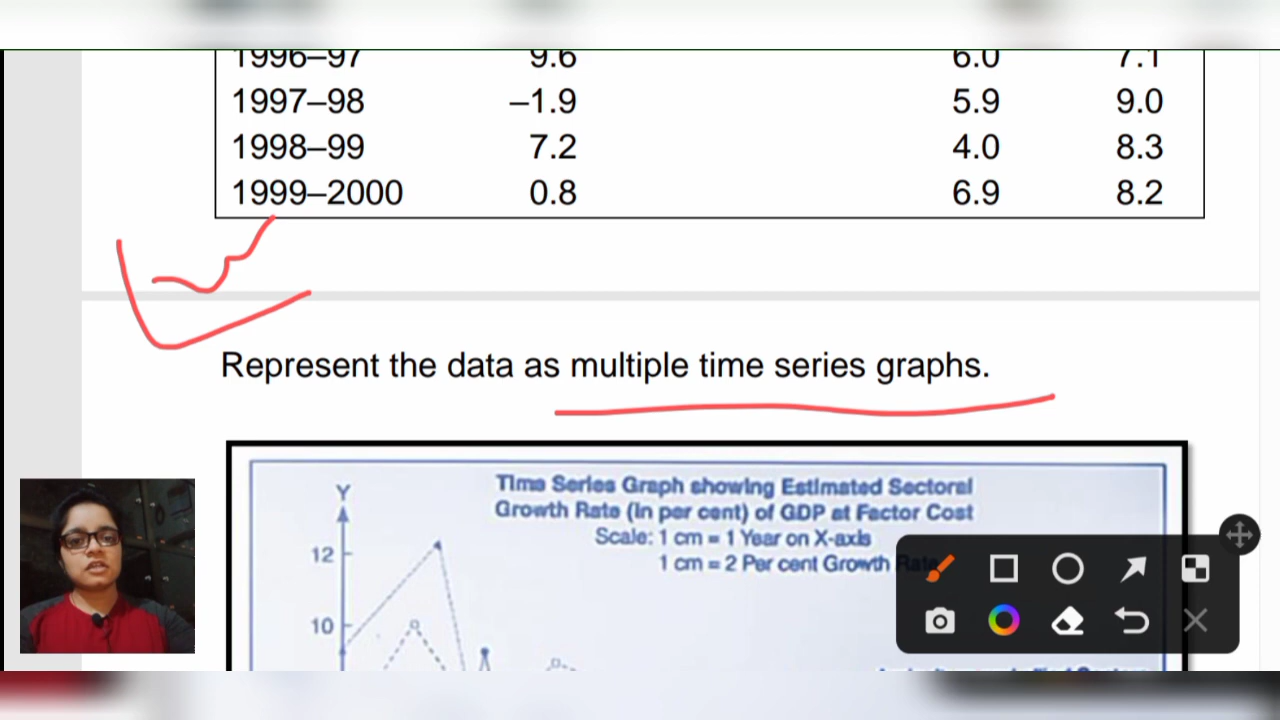 1996–97 9.6 6.0 7.1
1997–98 –1.9 5.9 9.0
1998–99 7.2 4.0 8.3
1999–2000 0.8 6.9 8.2
Represent the data as multiple time series graphs.
Time Series Graph showing Estimated Sectoral
Growth Rate (in per cent) of GDP at Factor Cost
Scale: 1 cm = 1 Year on X-axis
1 cm = 2 Per cent Growth Rate
Y
12
10